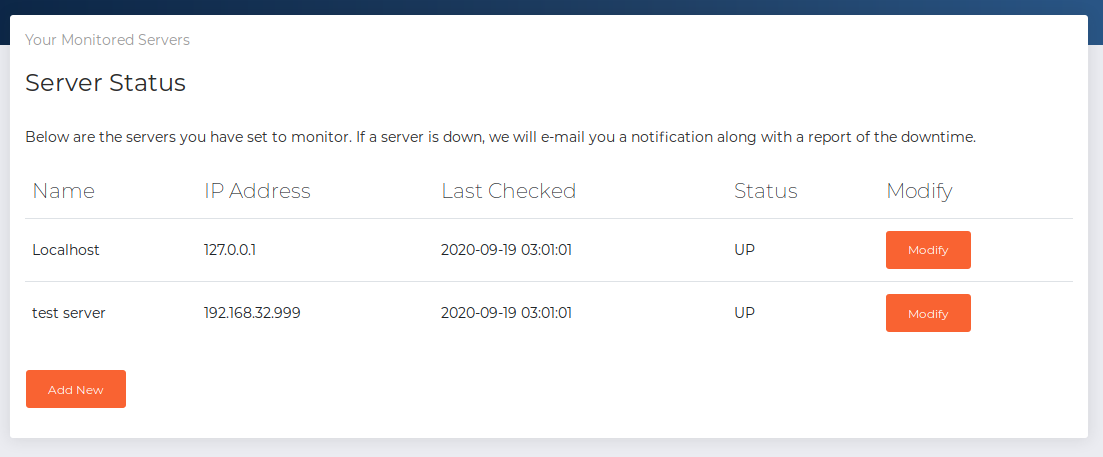 Your Monitored Servers
Server Status
Below are the servers you have set to monitor. If a server is down, we will e-mail you a notification along with a report of the downtime.
Name IP Address Last Checked Status Modify
Localhost 127.0.0.1 2020-09-19 03:01:01 UP Modify
test server 192.168.32.999 2020-09-19 03:01:01 UP Modify
Add New